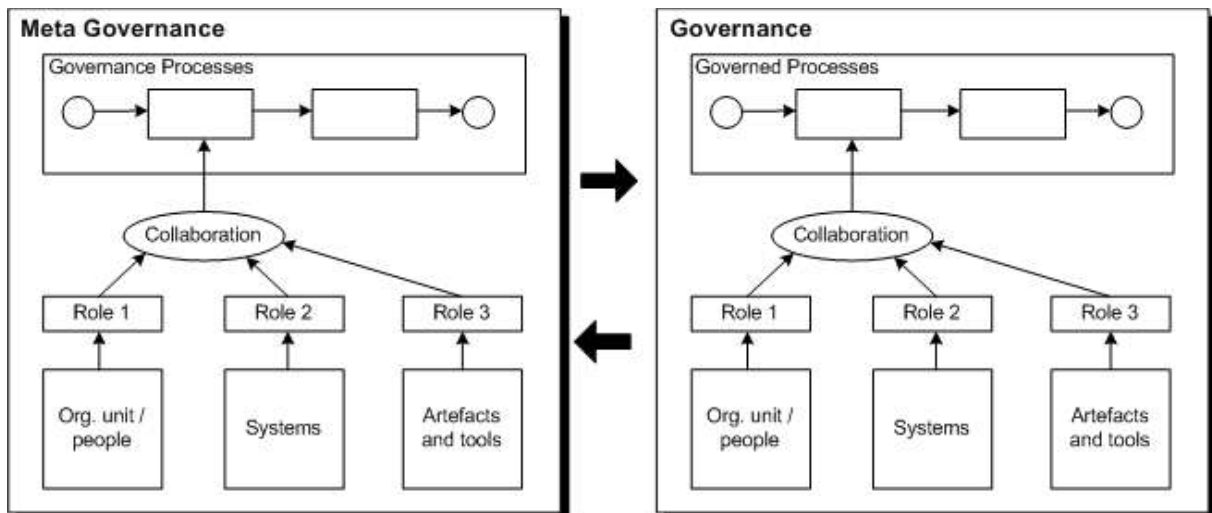 Meta Governance
Governance Processes
Collaboration
Role 1
Role 2
Role 3
Org. unit /
people
Systems
Artefacts
and tools
Governance
Governed Processes
Collaboration
Role 1
Role 2
Role 3
Org. unit /
people
Systems
Artefacts
and tools